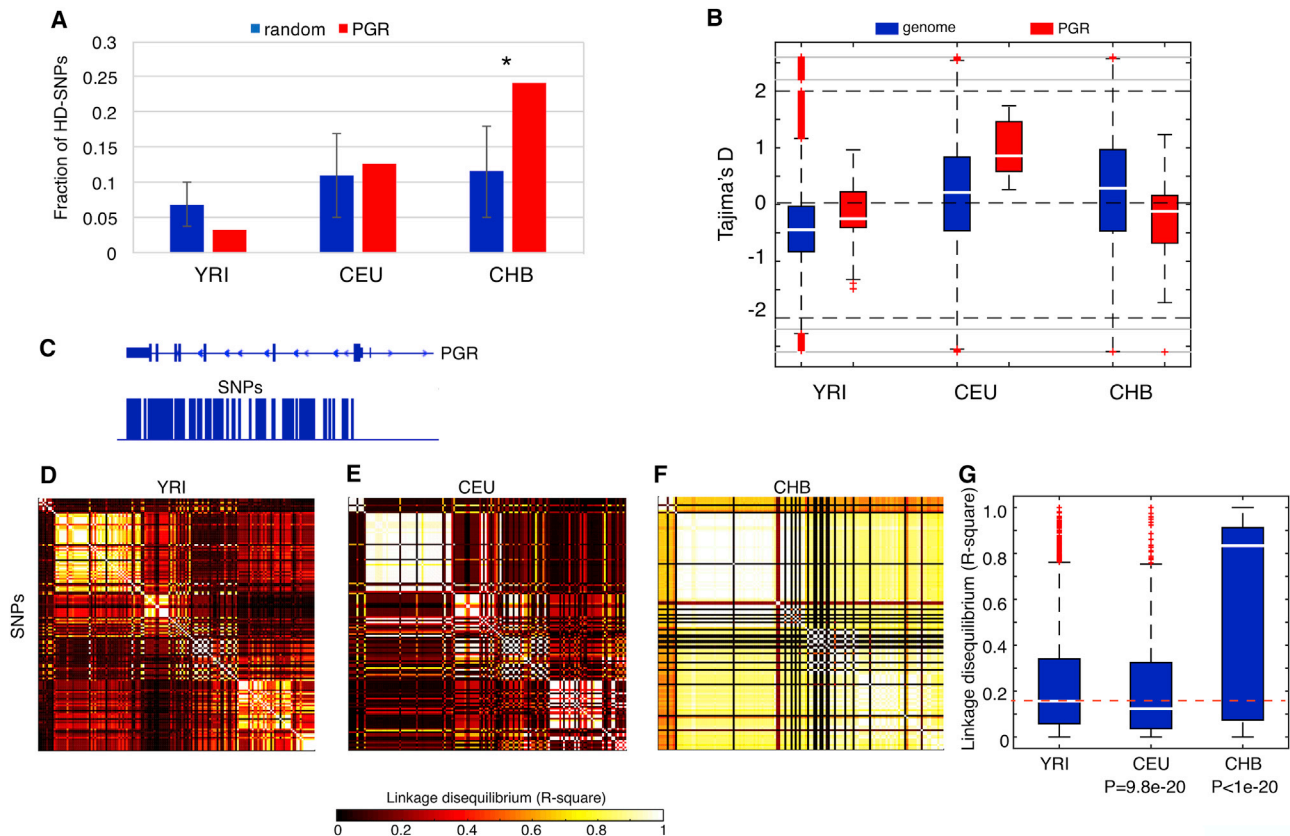 A
random PGR
Fraction of HD-SNPs
0.3
0.25
0.2
0.15
0.1
0.05
0
*
YRI CEU CHB
B
genome PGR
Tajima's D
2
1
0
-1
-2
YRI CEU CHB
C
PGR
SNPs
D
YRI
SNPs
E
CEU
F
CHB
Linkage disequilibrium (R-square)
0 0.2 0.4 0.6 0.8 1
G
Linkage disequilibrium (R-square)
1.0
0.8
0.6
0.4
0.2
0
YRI CEU CHB
P=9.8e-20 P<1e-20